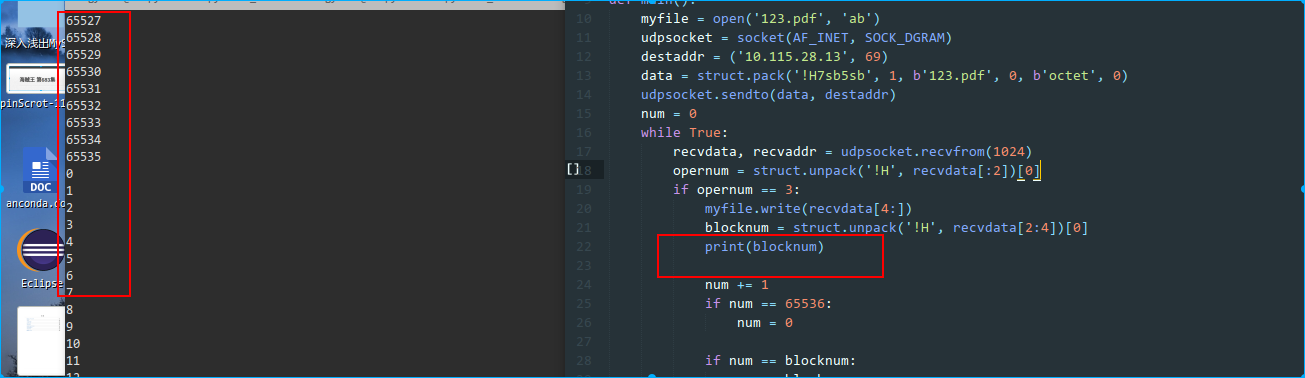 深入浅出My
海贼王 第681集
pinScrot-11
DOC
anconda.do
Eclipse
65527
65528
65529
65530
65531
65532
65533
65534
65535
0
1
2
3
4
5
6
7
8
9
10
11
10 myfile = open('123.pdf', 'ab')
11 udpsocket = socket(AF_INET, SOCK_DGRAM)
12 destaddr = ('10.115.28.13', 69)
13 data = struct.pack('!H7sb5sb', 1, b'123.pdf', 0, b'octet', 0)
14 udpsocket.sendto(data, destaddr)
15 num = 0
16 while True:
17 recvdata, recvaddr = udpsocket.recvfrom(1024)
[] 18 opernum = struct.unpack('!H', recvdata[:2])[0]
19 if opernum == 3:
20 myfile.write(recvdata[4:])
21 blocknum = struct.unpack('!H', recvdata[2:4])[0]
22 print(blocknum)
23
24 num += 1
25 if num == 65536:
26 num = 0
27
28 if num == blocknum: